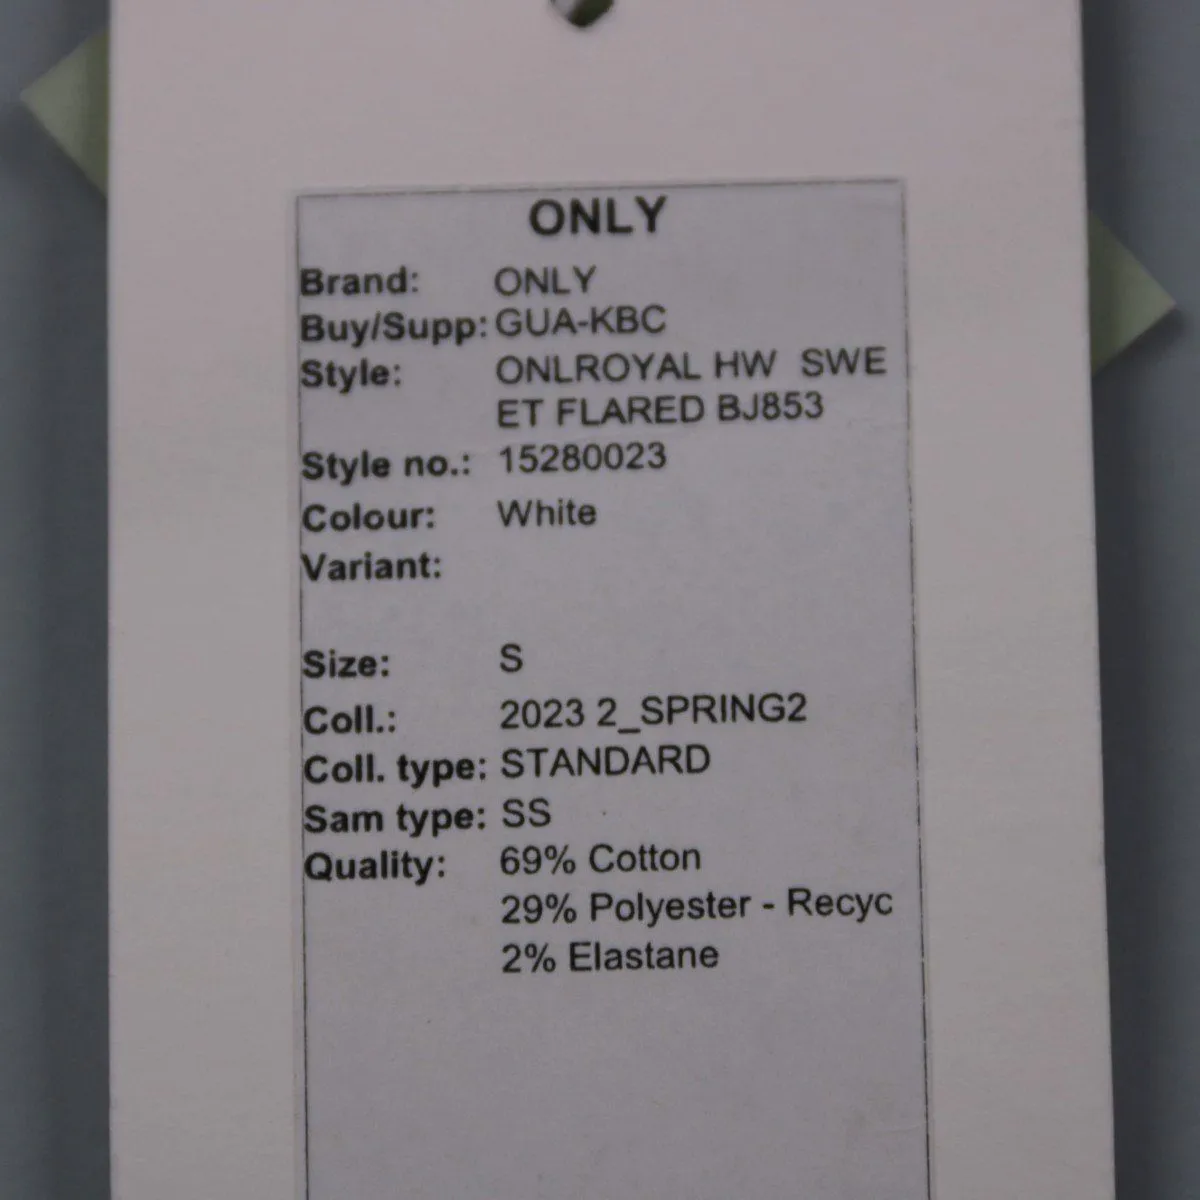 ONLY
Brand: ONLY
Buy/Supp: GUA-KBC
Style: ONLROYAL HW SWE
ET FLARED BJ853
Style no.: 15280023
Colour: White
Variant:
Size: S
Coll.: 2023 2_SPRING2
Coll. type: STANDARD
Sam type: SS
Quality: 69% Cotton
29% Polyester - Recyc
2% Elastane